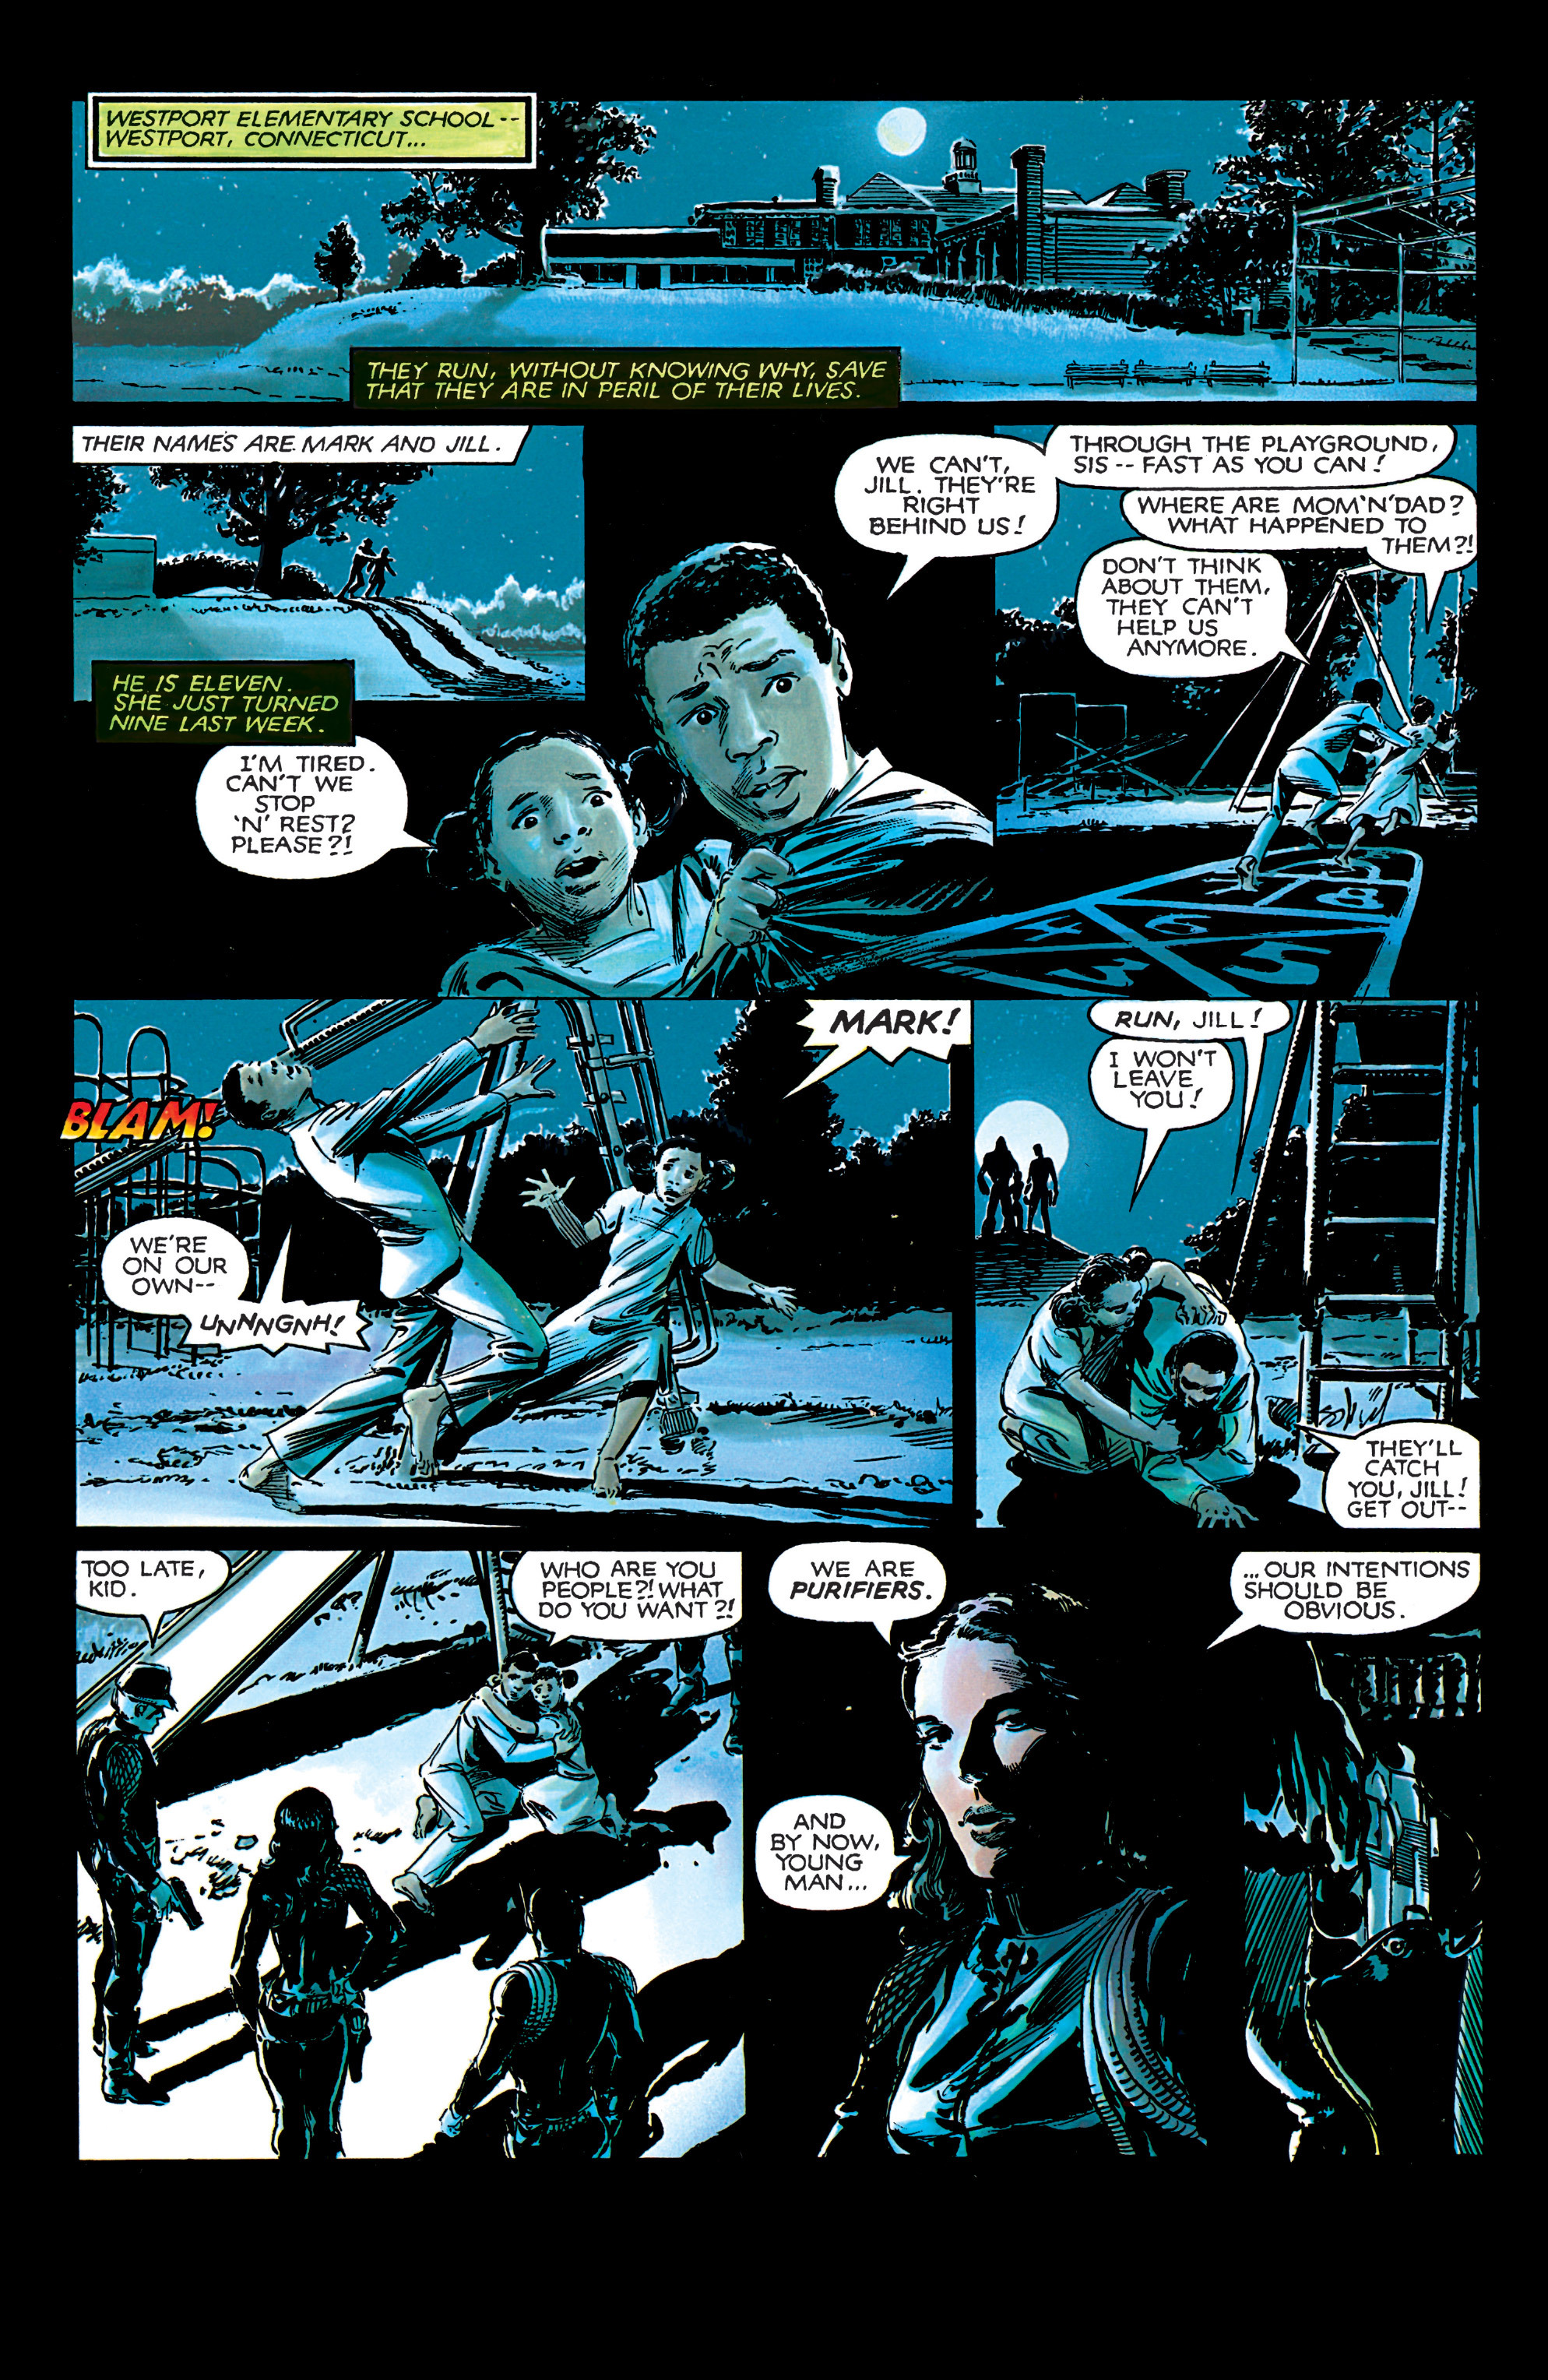 WESTPORT ELEMENTARY SCHOOL--
WESTPORT, CONNECTICUT...
THEY RUN, WITHOUT KNOWING WHY, SAVE
THAT THEY ARE IN PERIL OF THEIR LIVES.
THEIR NAMES ARE MARK AND JILL.
HE IS ELEVEN.
SHE JUST TURNED
NINE LAST WEEK.
I'M TIRED.
CAN'T WE
STOP
'N' REST?
PLEASE?!
WE CAN'T,
JILL. THEY'RE
RIGHT
BEHIND US!
THROUGH THE PLAYGROUND,
SIS -- FAST AS YOU CAN!
WHERE ARE MOM'N'DAD?
WHAT HAPPENED TO
THEM?!
DON'T THINK
ABOUT THEM,
THEY CAN'T
HELP US
ANYMORE.
4
3
6
5
7
8
BLAM!
WE'RE
ON OUR
OWN--
UNNNGNH!
MARK!
RUN, JILL!
I WON'T
LEAVE
YOU!
THEY'LL
CATCH
YOU, JILL!
GET OUT--
TOO LATE,
KID.
WHO ARE YOU
PEOPLE?! WHAT
DO YOU WANT?!
WE ARE
PURIFIERS.
AND
BY NOW,
YOUNG
MAN...
...OUR INTENTIONS
SHOULD BE
OBVIOUS.